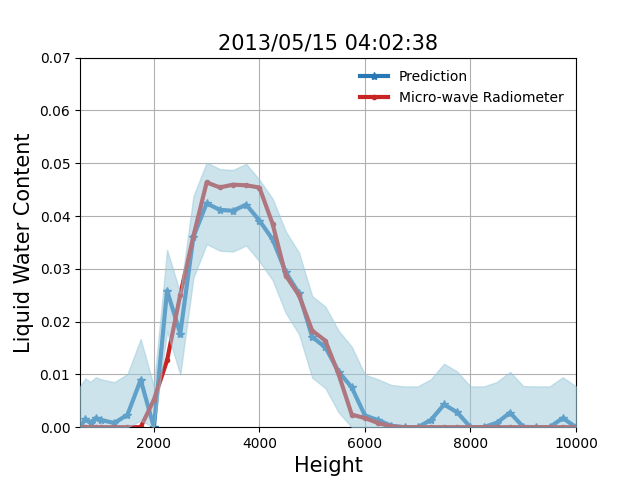 2013/05/15 04:02:38
Prediction
Micro-wave Radiometer
Liquid Water Content
0.07
0.06
0.05
0.04
0.03
0.02
0.01
0.00
2000 4000 6000 8000 10000
Height